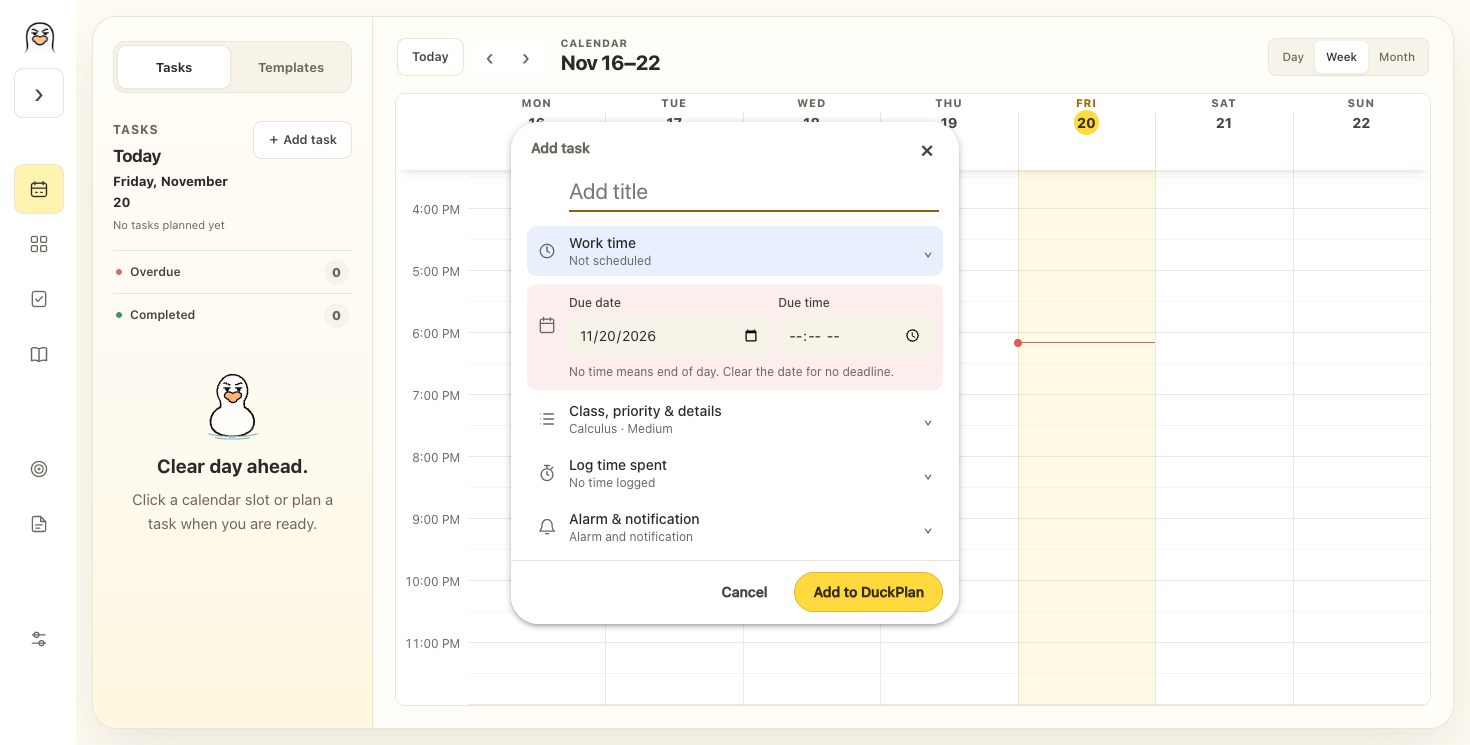 Tasks
Templates
TASKS
+ Add task
Today
Friday, November
20
No tasks planned yet
Overdue 0
Completed 0
Clear day ahead.
Click a calendar slot or plan a
task when you are ready.
Today
CALENDAR
Nov 16–22
Day Week Month
MON TUE WED THU FRI SAT SUN
16 17 18 19 20 21 22
4:00 PM
5:00 PM
6:00 PM
7:00 PM
8:00 PM
9:00 PM
10:00 PM
11:00 PM
Add task
Add title
Work time
Not scheduled
Due date Due time
11/20/2026 --:-- --
No time means end of day. Clear the date for no deadline.
Class, priority & details
Calculus · Medium
Log time spent
No time logged
Alarm & notification
Alarm and notification
Cancel
Add to DuckPlan